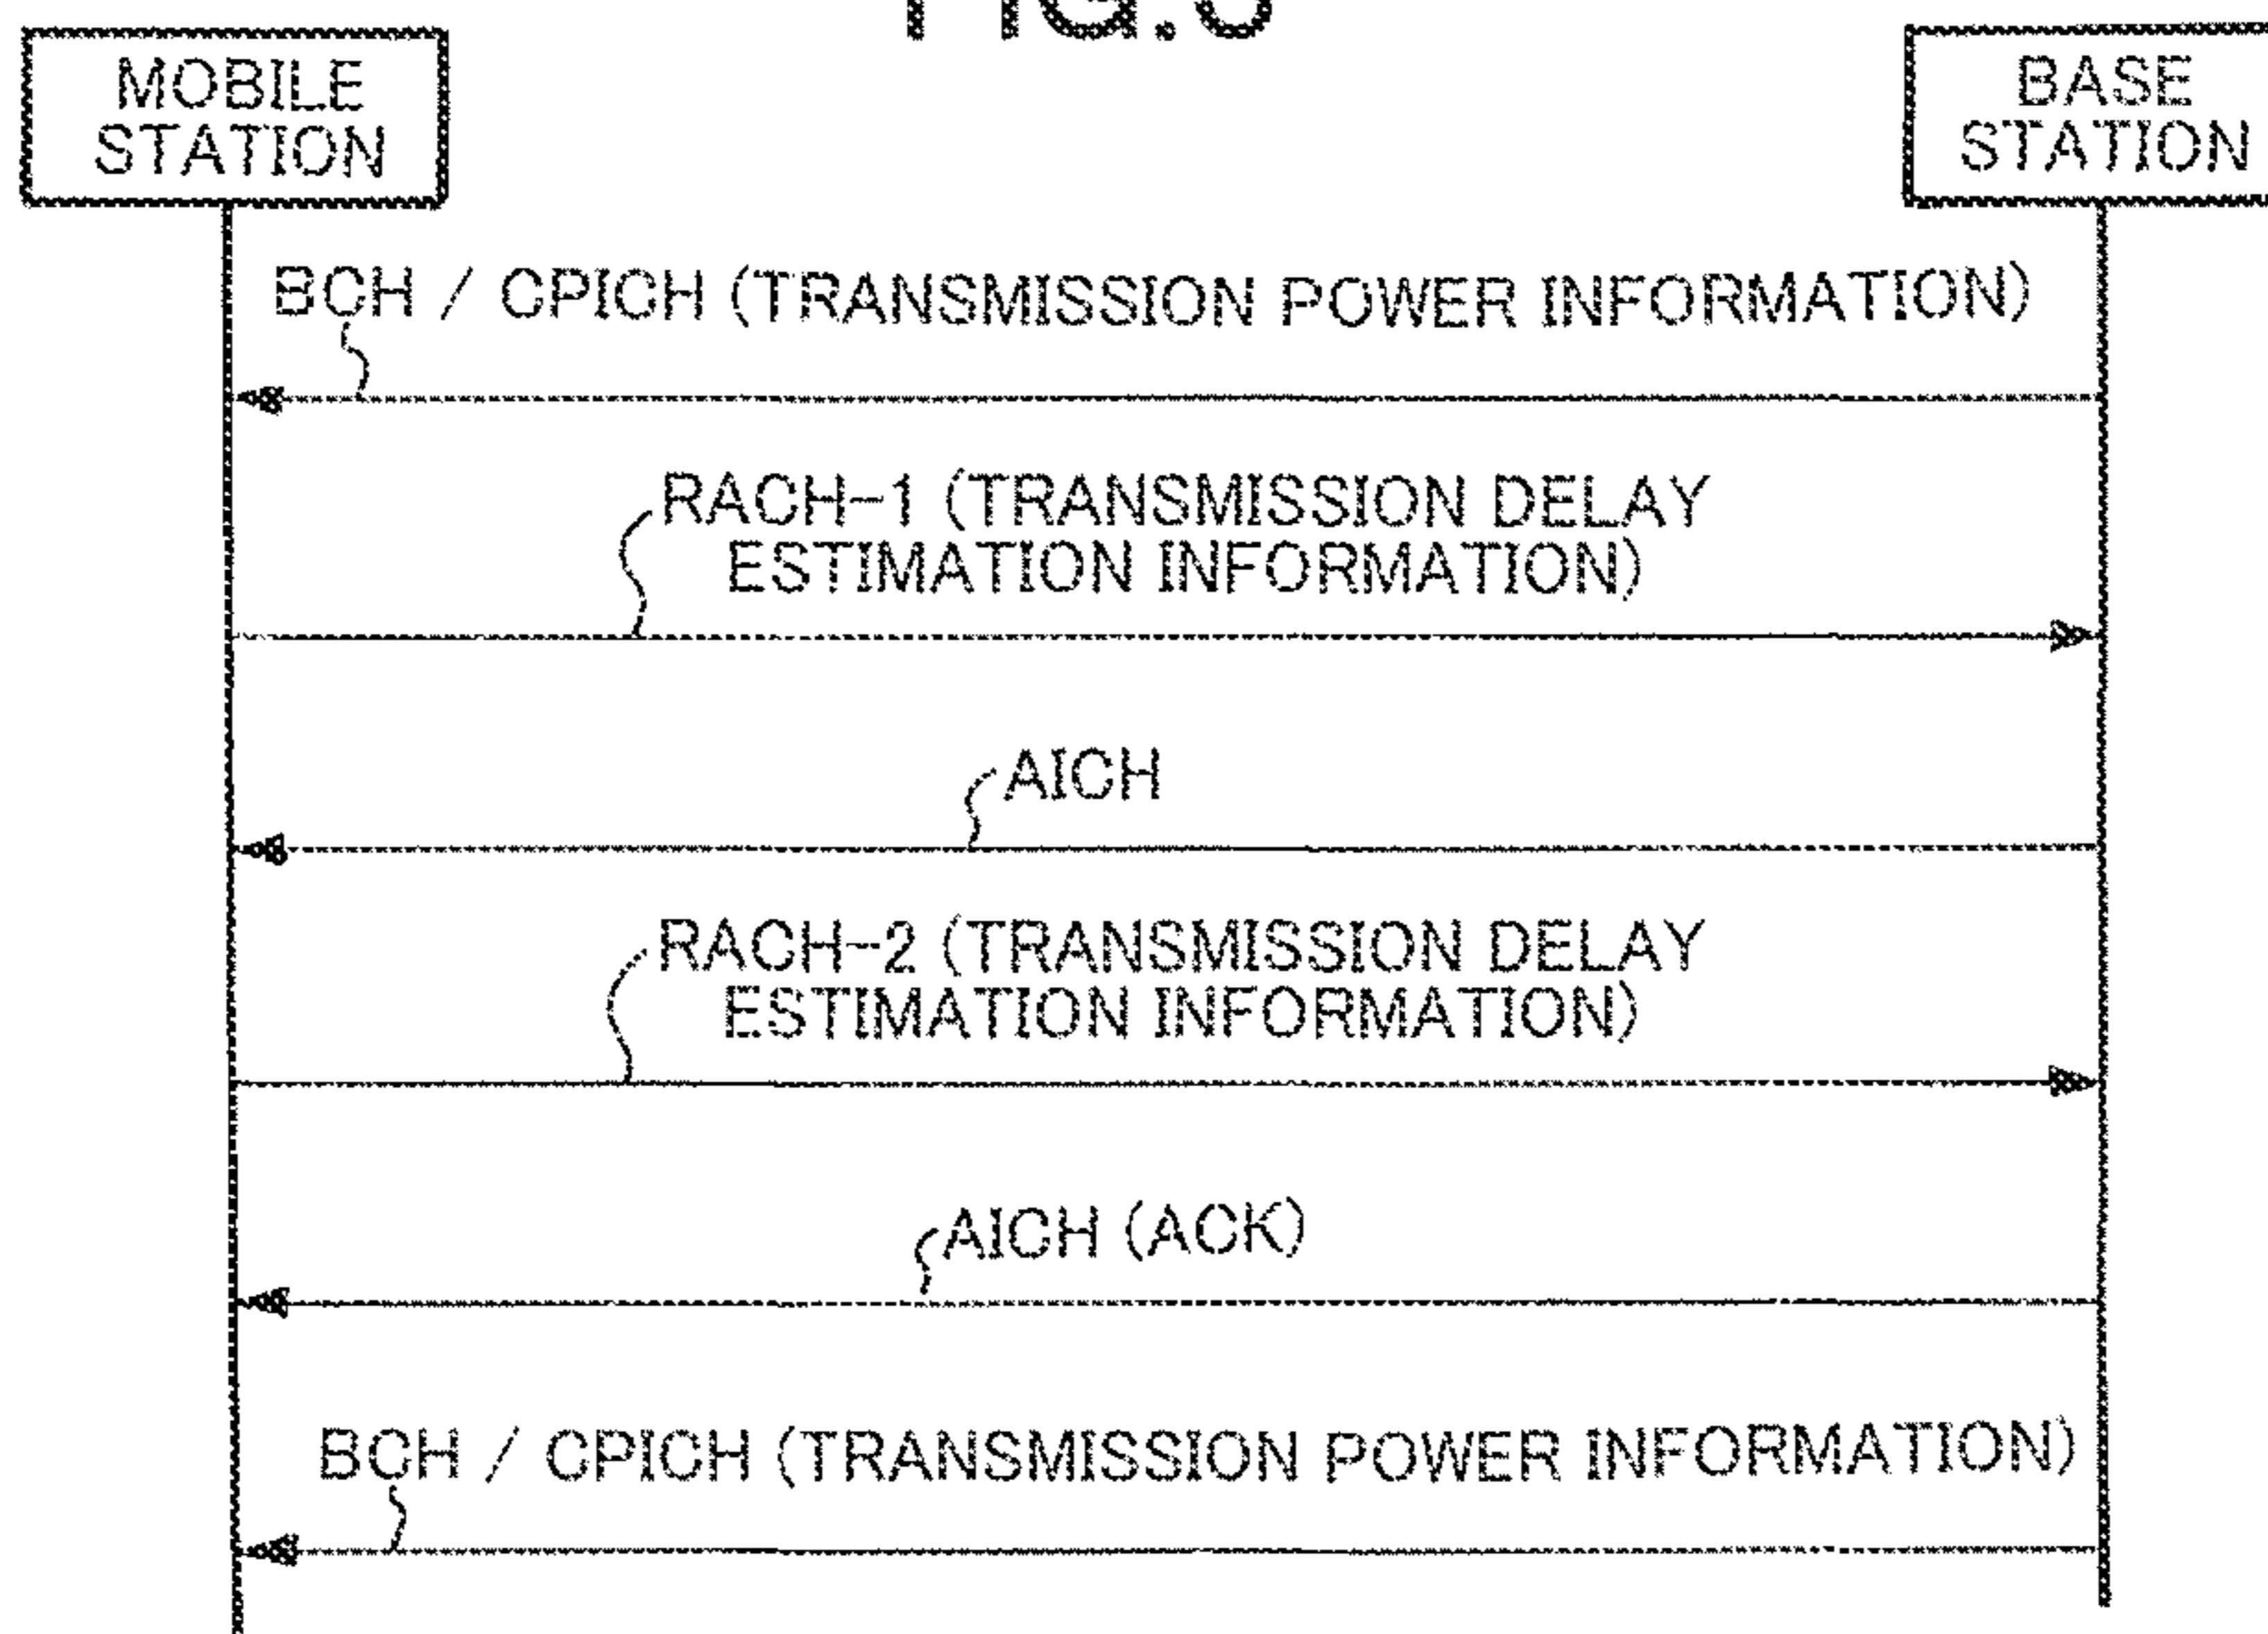 MOBILE
STATION
BASE
STATION
BCH / CPICH (TRANSMISSION POWER INFORMATION)
RACH-1 (TRANSMISSION DELAY
ESTIMATION INFORMATION)
AICH
RACH-2 (TRANSMISSION DELAY
ESTIMATION INFORMATION)
AICH (ACK)
BCH / CPICH (TRANSMISSION POWER INFORMATION)